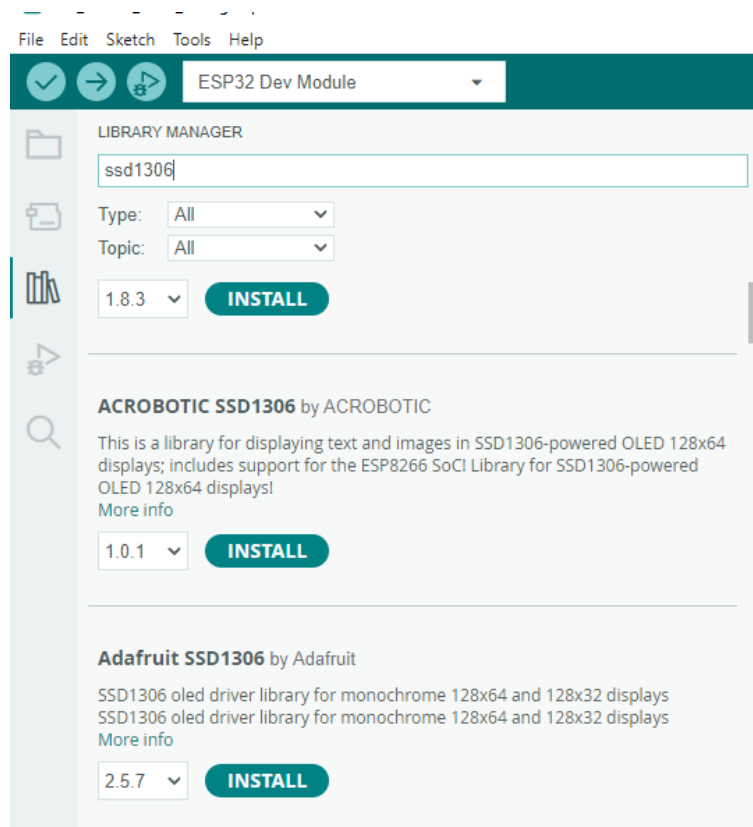 File Edit Sketch Tools Help
ESP32 Dev Module
LIBRARY MANAGER
ssd1306
Type: All
Topic: All
1.8.3 INSTALL
ACROBOTIC SSD1306 by ACROBOTIC
This is a library for displaying text and images in SSD1306-powered OLED 128x64
displays; includes support for the ESP8266 SoC! Library for SSD1306-powered
OLED 128x64 displays!
More info
1.0.1 INSTALL
Adafruit SSD1306 by Adafruit
SSD1306 oled driver library for monochrome 128x64 and 128x32 displays
SSD1306 oled driver library for monochrome 128x64 and 128x32 displays
More info
2.5.7 INSTALL